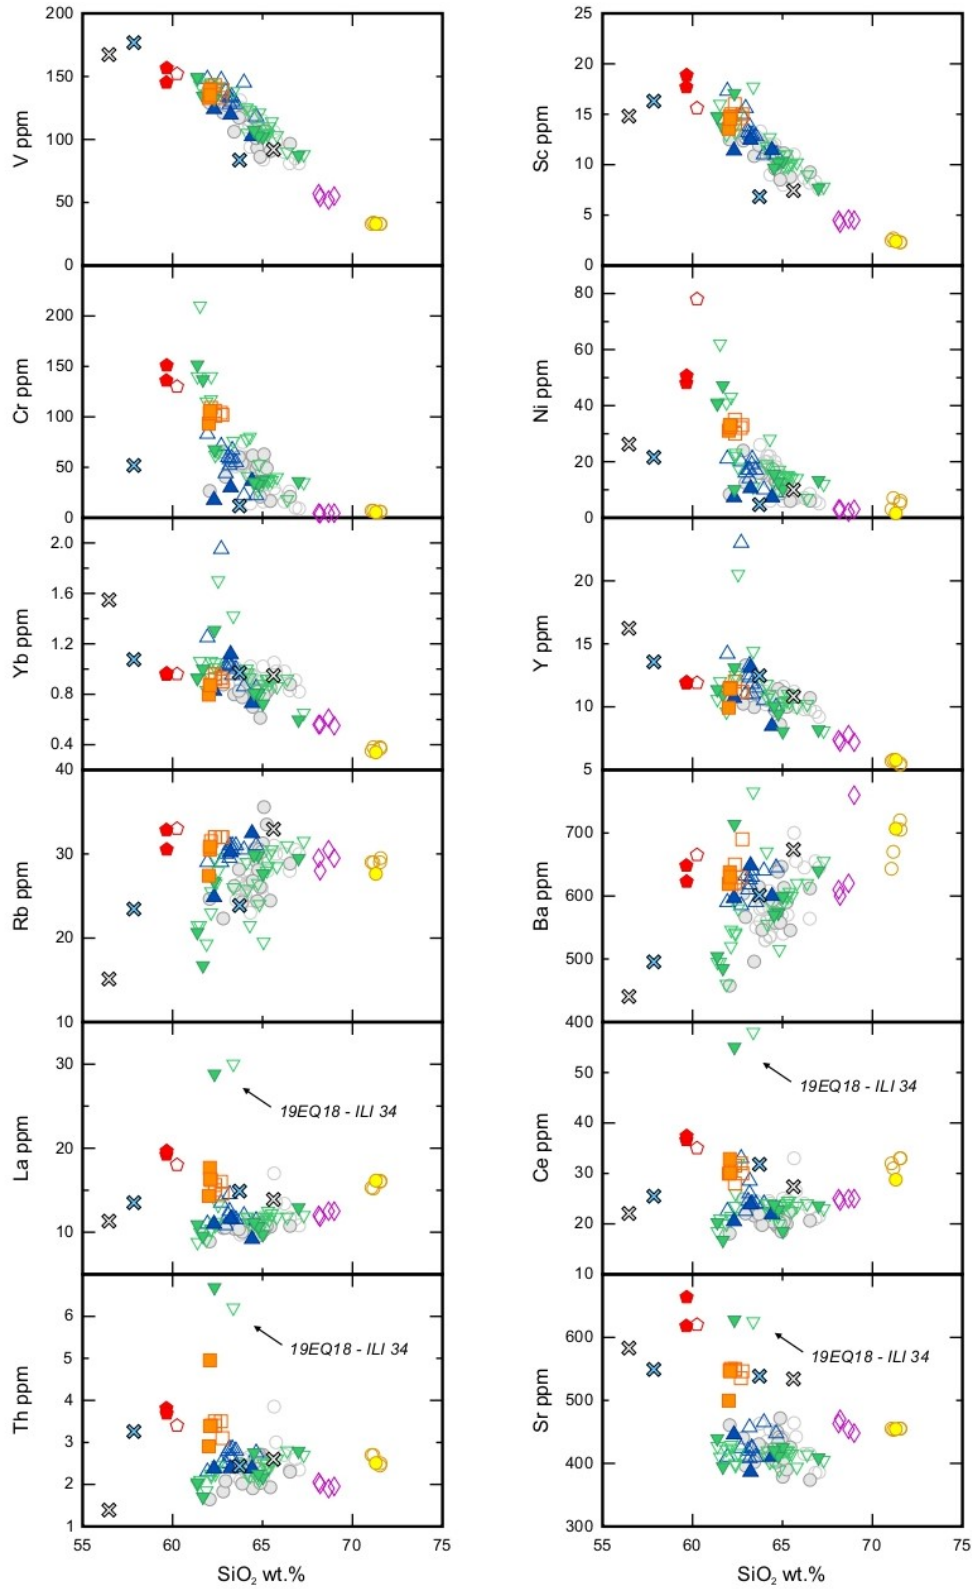 200
150
100
50
0
V ppm
25
20
15
10
5
0
Sc ppm
200
150
100
50
0
Cr ppm
80
60
40
20
0
Ni ppm
2.0
1.6
1.2
0.8
0.4
Yb ppm
20
15
10
5
Y ppm
40
30
20
10
Rb ppm
700
600
500
400
Ba ppm
30
20
10
La ppm
19EQ18 - ILI 34
50
40
30
20
10
Ce ppm
19EQ18 - ILI 34
6
5
4
3
2
1
Th ppm
19EQ18 - ILI 34
55 60 65 70 75
SiO₂ wt.%
600
500
400
300
Sr ppm
19EQ18 - ILI 34
55 60 65 70 75
SiO₂ wt.%